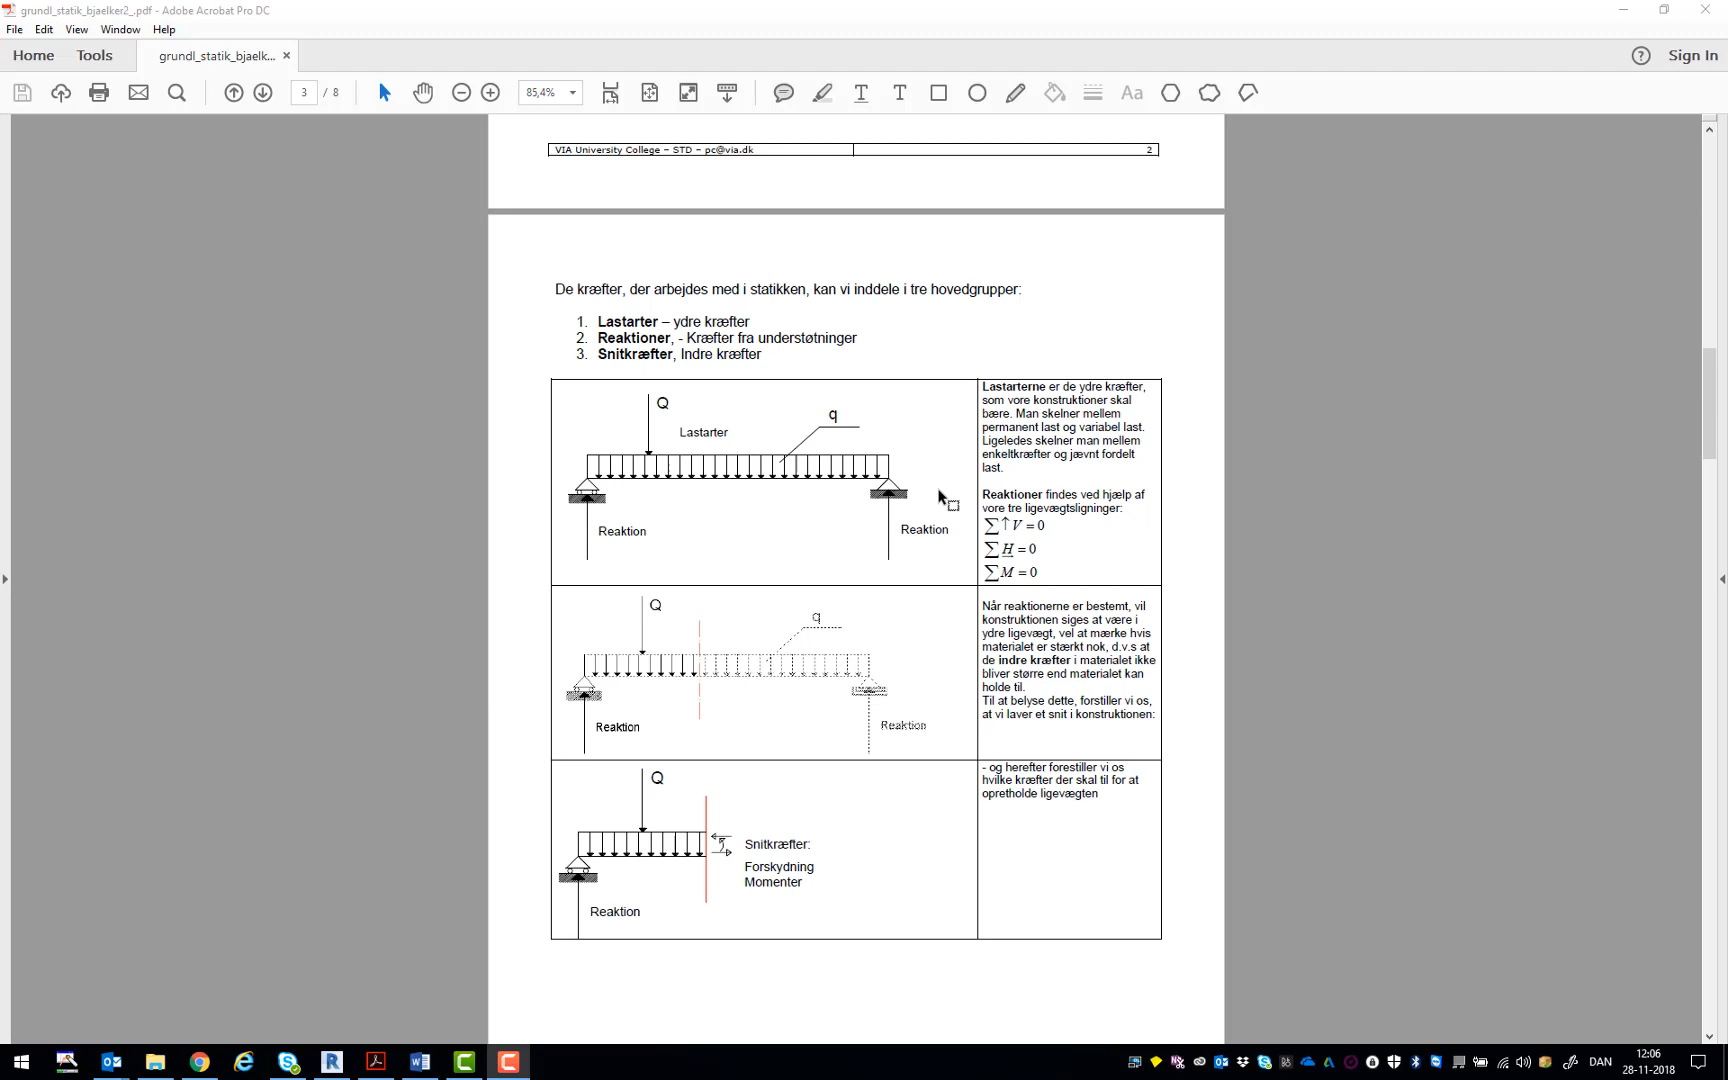 grundl_statik_bjaelker2_.pdf - Adobe Acrobat Pro DC
File Edit View Window Help
Home Tools grundl_statik_bjaelk... × Sign In
3 / 8 85,4% T T Aa
VIA University College – STD – pc@via.dk 2
De kræfter, der arbejdes med i statikken, kan vi inddele i tre hovedgrupper:
1. Lastarter – ydre kræfter
2. Reaktioner, - Kræfter fra understøtninger
3. Snitkræfter, Indre kræfter
Q
q
Lastarter
Reaktion
Reaktion
Lastarterne er de ydre kræfter,
som vore konstruktioner skal
bære. Man skelner mellem
permanent last og variabel last.
Ligeledes skelner man mellem
enkeltkræfter og jævnt fordelt
last.
Reaktioner findes ved hjælp af
vore tre ligevægtsligninger:
∑↑V = 0
∑H = 0
∑M = 0
Q
q
Reaktion
Reaktion
Når reaktionerne er bestemt, vil
konstruktionen siges at være i
ydre ligevægt, vel at mærke hvis
materialet er stærkt nok, d.v.s at
de indre kræfter i materialet ikke
bliver større end materialet kan
holde til.
Til at belyse dette, forstiller vi os,
at vi laver et snit i konstruktionen:
Q
Snitkræfter:
Forskydning
Momenter
Reaktion
- og herefter forestiller vi os
hvilke kræfter der skal til for at
opretholde ligevægten
DAN
12:06
28-11-2018